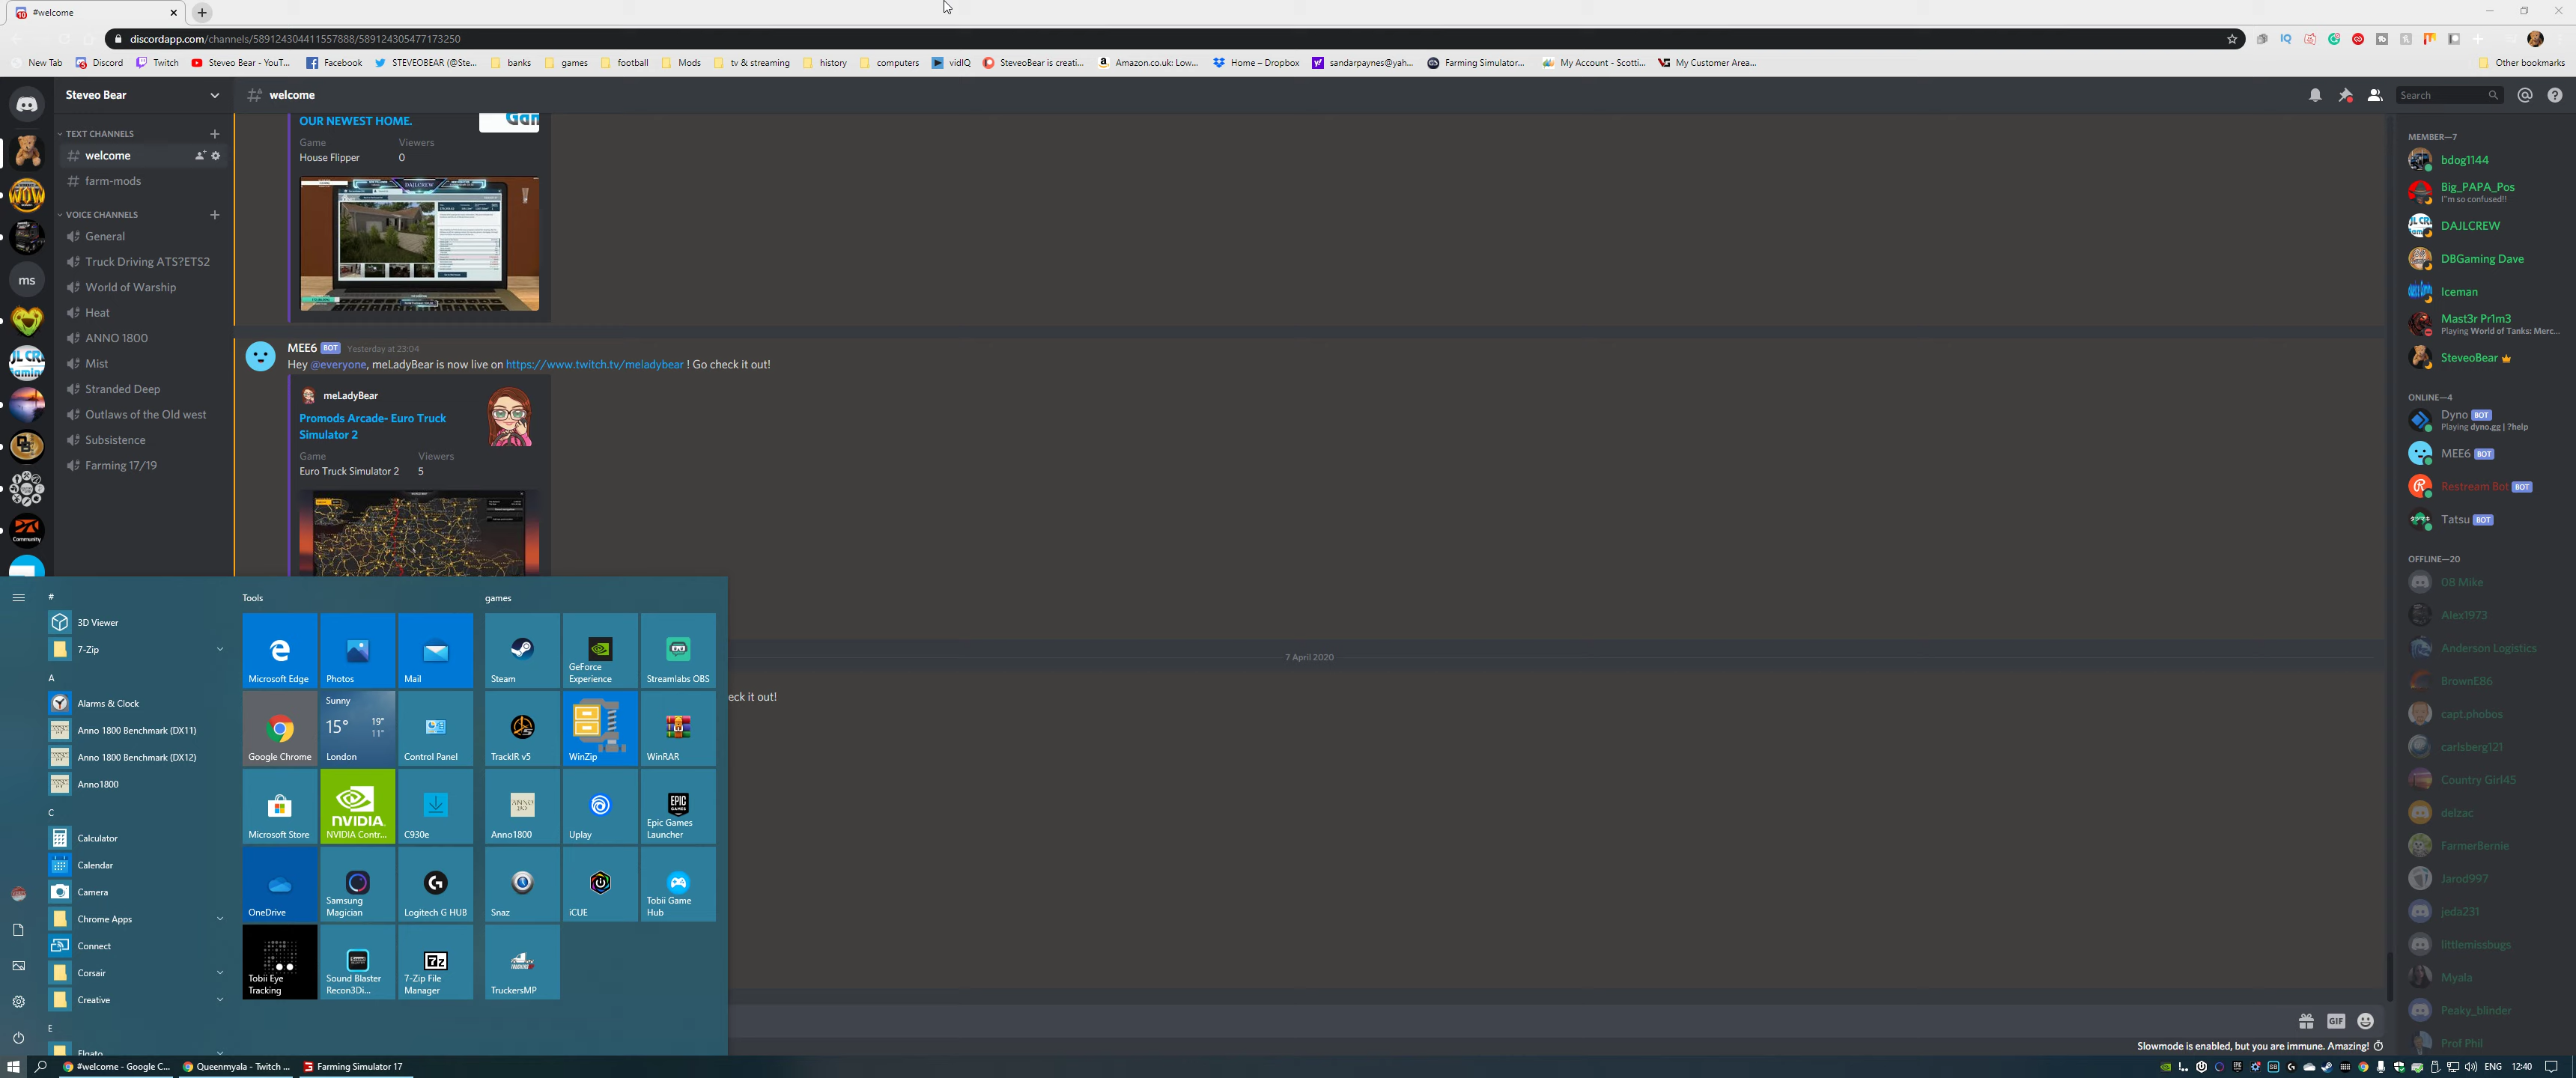 #welcome
discordapp.com/channels/589124304411557888/589124305477173250
New Tab
Discord
Twitch
Steveo Bear - YouT...
Facebook
STEVEOBEAR (@Ste...
banks
games
football
Mods
tv & streaming
history
computers
vidIQ
SteveoBear is creati...
Amazon.co.uk: Low...
Home – Dropbox
sandarpaynes@yah...
Farming Simulator...
My Account - Scotti...
My Customer Area...
Other bookmarks
Steveo Bear
welcome
Search
TEXT CHANNELS
welcome
farm-mods
VOICE CHANNELS
General
Truck Driving ATS?ETS2
World of Warship
Heat
ANNO 1800
Mist
Stranded Deep
Outlaws of the Old west
Subsistence
Farming 17/19
ms
OUR NEWEST HOME.
Game Viewers
House Flipper 0
DAJLCREW
MEE6 BOT Yesterday at 23:04
Hey @everyone, meLadyBear is now live on https://www.twitch.tv/meladybear ! Go check it out!
meLadyBear
Promods Arcade- Euro Truck
Simulator 2
Game Viewers
Euro Truck Simulator 2 5
7 April 2020
eck it out!
MEMBER—7
bdog1144
Big_PAPA_Pos
I"m so confused!!
DAJLCREW
DBGaming Dave
Iceman
Mast3r Pr1m3
Playing World of Tanks: Merc...
SteveoBear
ONLINE—4
Dyno BOT
Playing dyno.gg | ?help
MEE6 BOT
Restream Bot BOT
Tatsu BOT
OFFLINE—20
08 Mike
Alex1973
Anderson Logistics
BrownE86
capt.phobos
carlsberg121
Country Girl45
delzac
FarmerBernie
Jarod997
jeda231
littlemissbugs
Myala
Peaky_blinder
Prof Phil
#
3D Viewer
7-Zip
A
Alarms & Clock
Anno 1800 Benchmark (DX11)
Anno 1800 Benchmark (DX12)
Anno1800
C
Calculator
Calendar
Camera
Chrome Apps
Connect
Corsair
Creative
E
Elgato
Tools
Microsoft Edge
Photos
Mail
Google Chrome
Sunny
15° 19°
11°
London
Control Panel
Microsoft Store
NVIDIA
NVIDIA Contr...
C930e
OneDrive
Samsung
Magician
Logitech G HUB
Tobii Eye
Tracking
Sound Blaster
Recon3Di...
7-Zip File
Manager
games
Steam
GeForce
Experience
Streamlabs OBS
TrackIR v5
WinZip
WinRAR
Anno1800
Uplay
Epic Games
Launcher
Snaz
iCUE
Tobii Game
Hub
TruckersMP
GIF
Slowmode is enabled, but you are immune. Amazing!
#welcome - Google C...
Queenmyala - Twitch ...
Farming Simulator 17
ENG
12:40